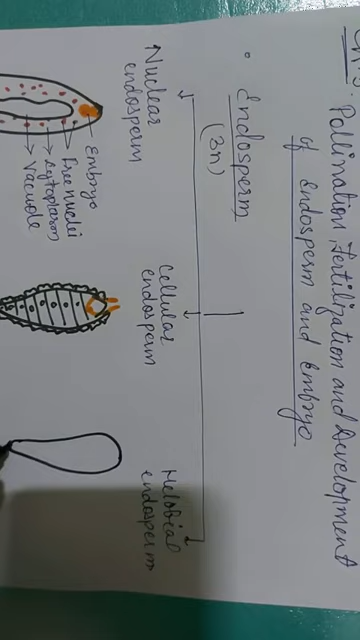 Pollination, Fertilization and Development
of Endosperm and Embryo
Endosperm
(3n)
Nuclear
endosperm
Cellular
endosperm
Helobial
endosperm
Embryo
Free nuclei
Cytoplasm
Vacuole